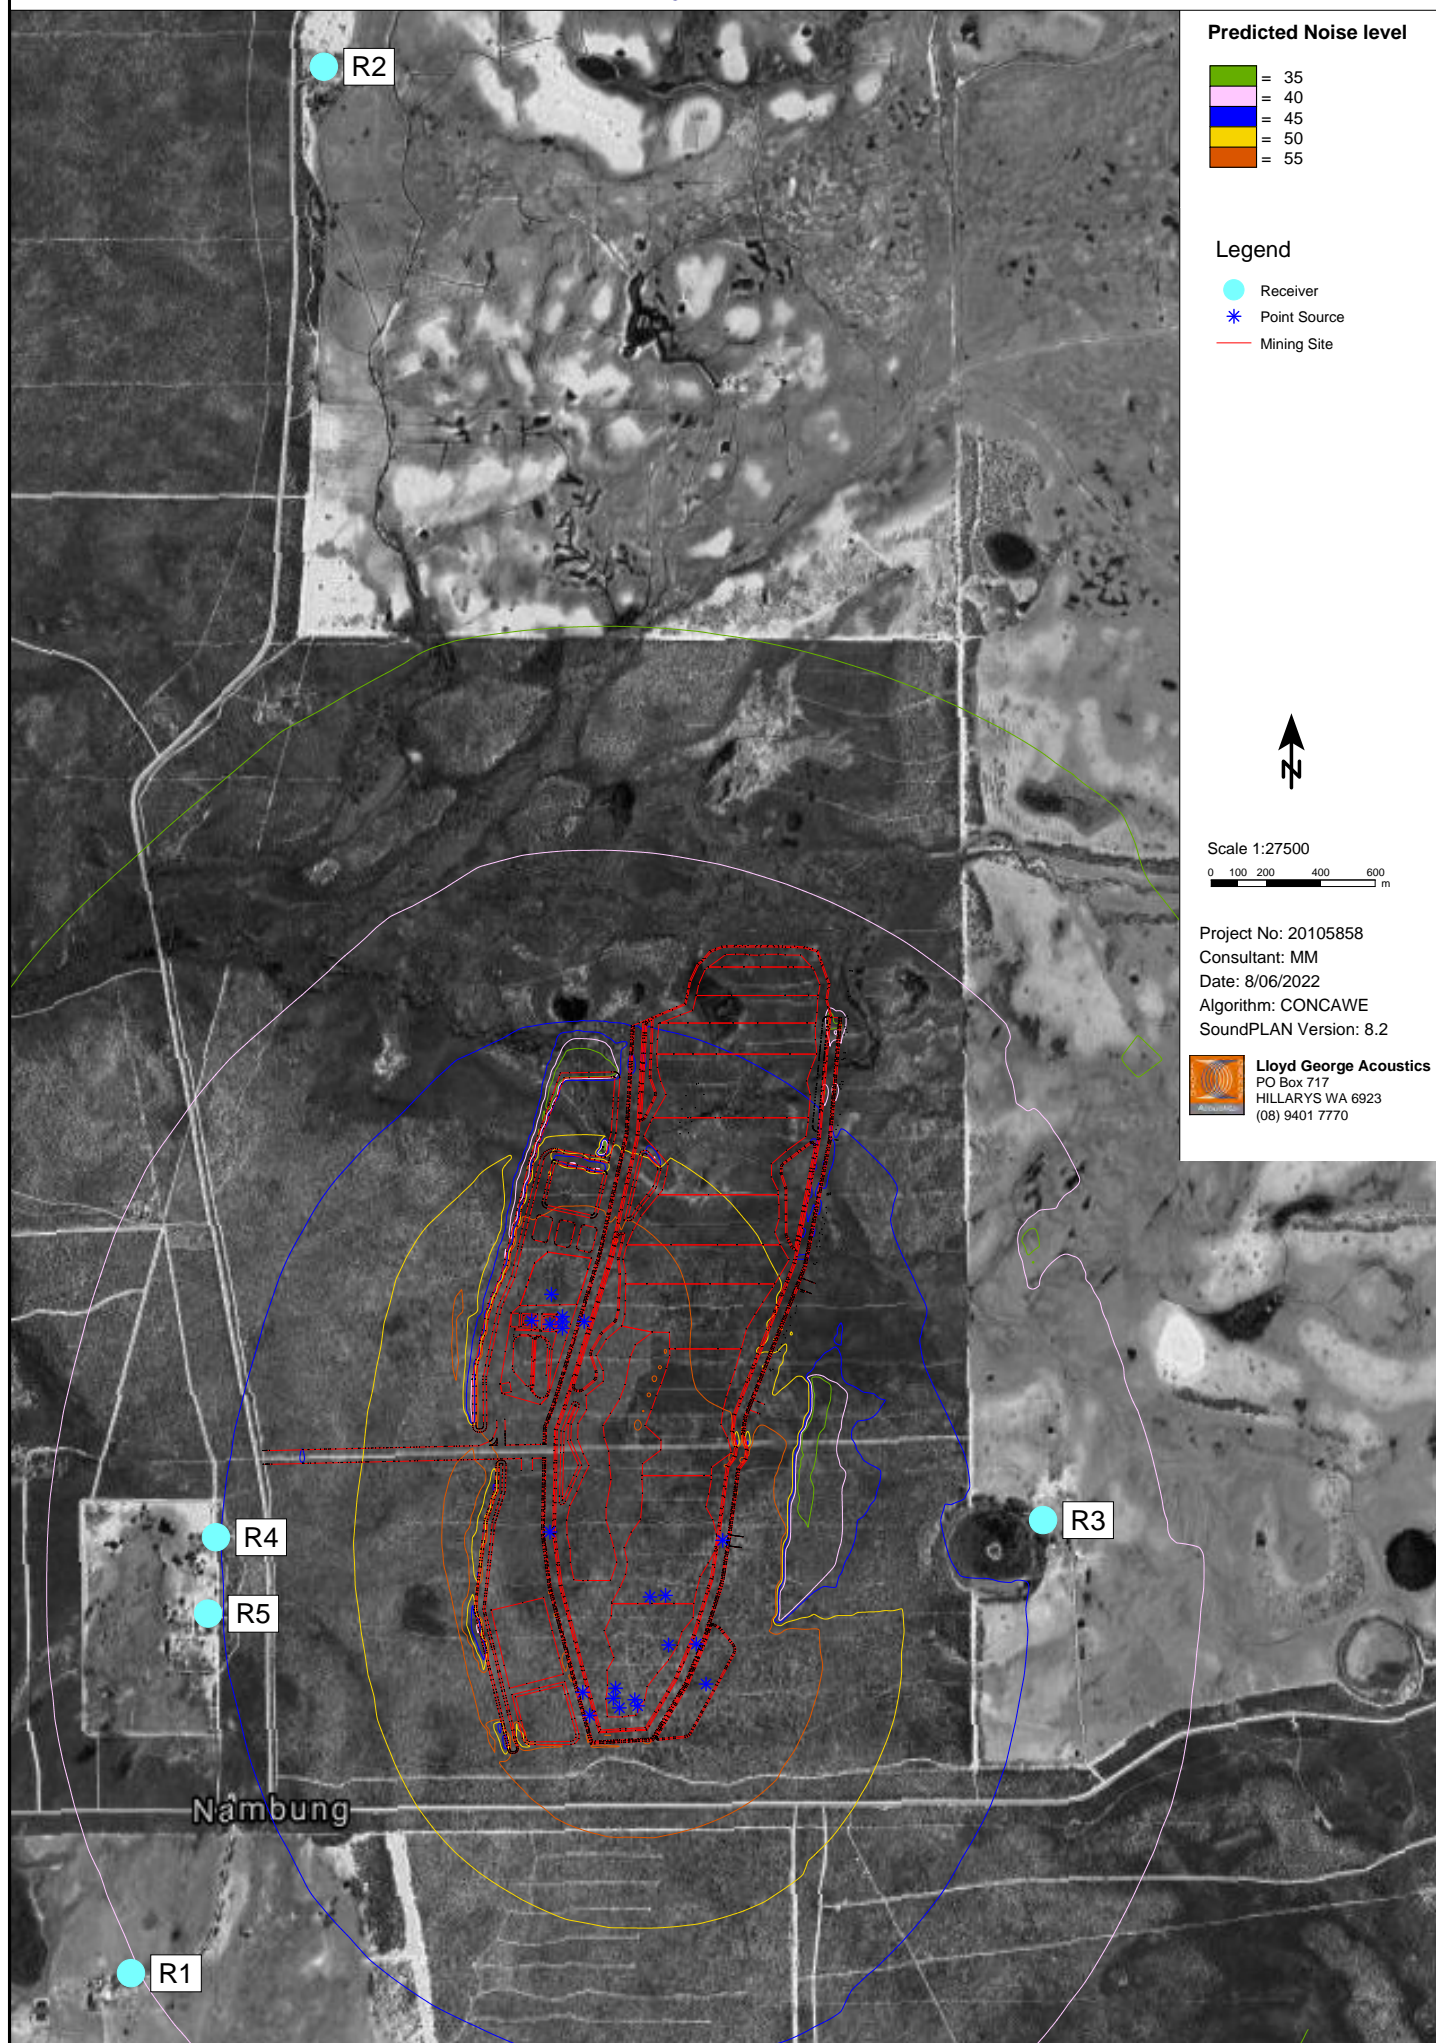 Predicted Noise level
= 35
= 40
= 45
= 50
= 55
Legend
Receiver
Point Source
Mining Site
N
Scale 1:27500
0 100 200 400 600
m
Project No: 20105858
Consultant: MM
Date: 8/06/2022
Algorithm: CONCAWE
SoundPLAN Version: 8.2
Lloyd George Acoustics
PO Box 717
HILLARYS WA 6923
(08) 9401 7770
R2
R3
R4
R5
Nambung
R1